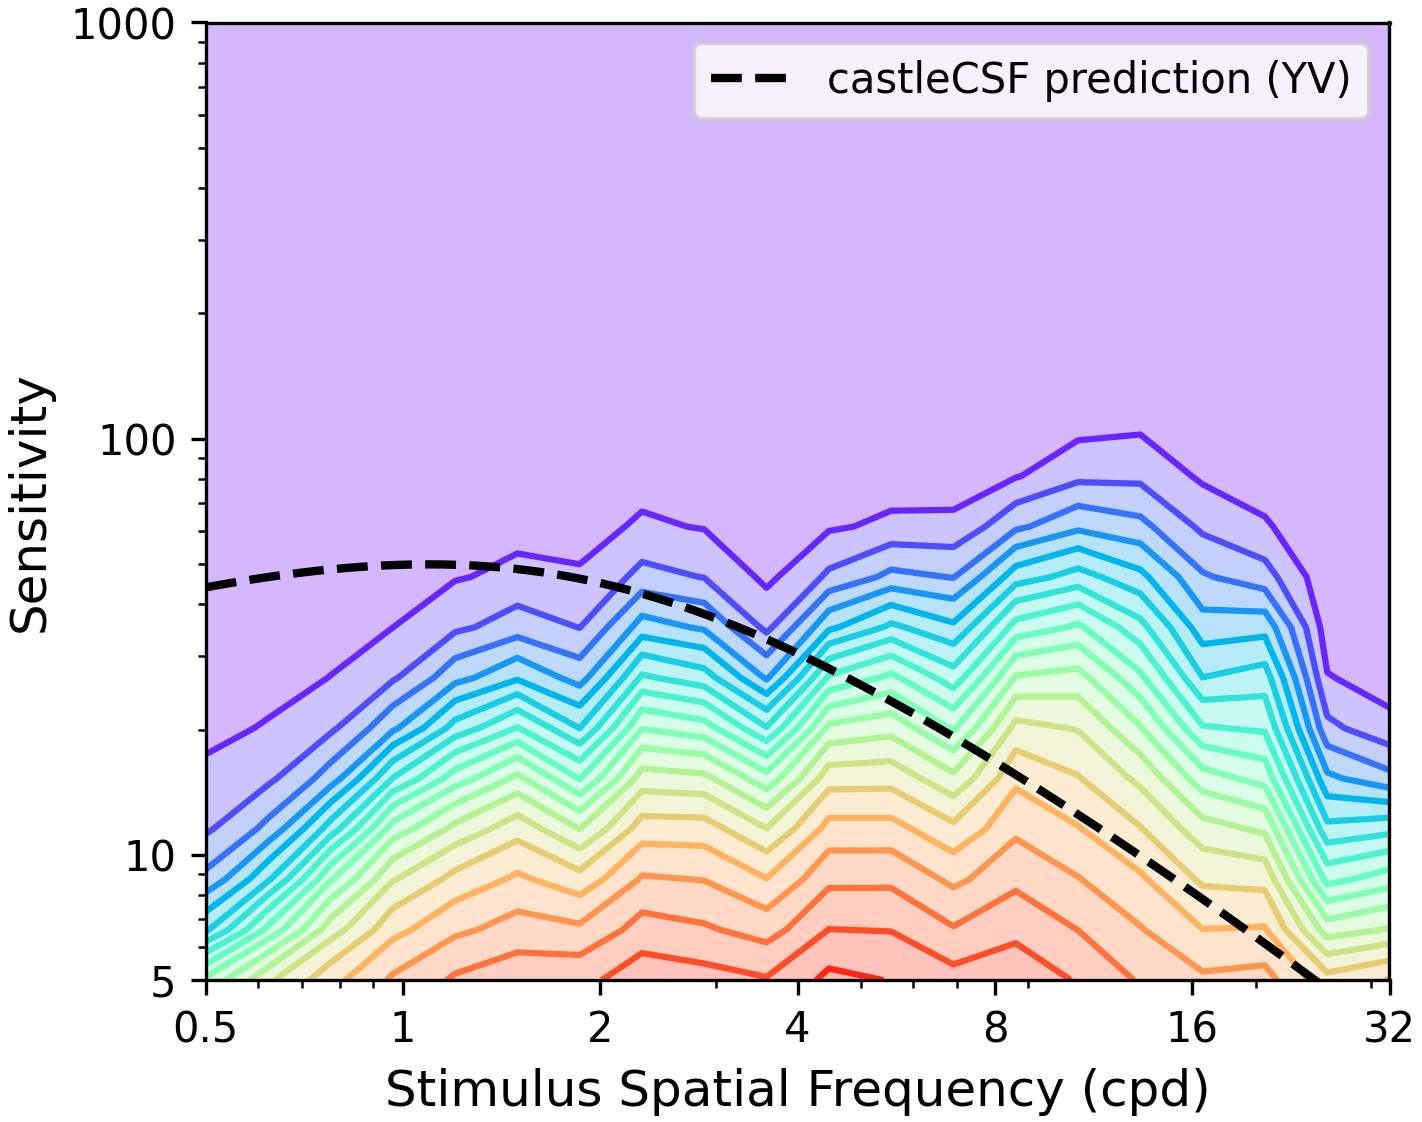 1000
castleCSF prediction (YV)
Sensitivity
100
10
5
0.5 1 2 4 8 16 32
Stimulus Spatial Frequency (cpd)